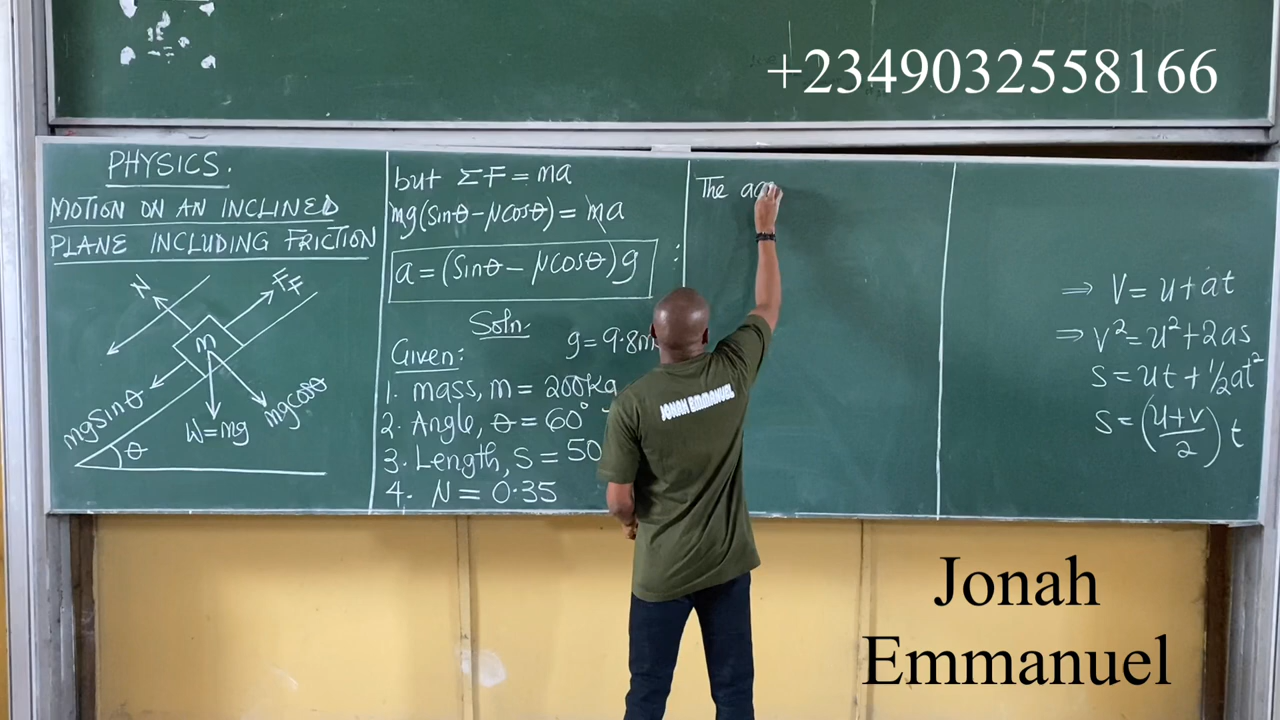 +2349032558166
PHYSICS.
MOTION ON AN INCLINED
PLANE INCLUDING FRICTION
N
FF
m
mgsinθ
W=mg
mgcosθ
θ
but ΣF = ma
mg(sinθ-μcosθ) = ma
a = (sinθ - μcosθ)g
Soln.
g = 9.8m
Given:
1. mass, m = 200kg
2. Angle, θ = 60°
3. Length, s = 50
4. μ = 0.35
The
⇒ V = u+at
⇒ v²= u²+2as
s = ut + ½at²
s = (u+v/2) t
JONAH EMMANUEL
Jonah
Emmanuel